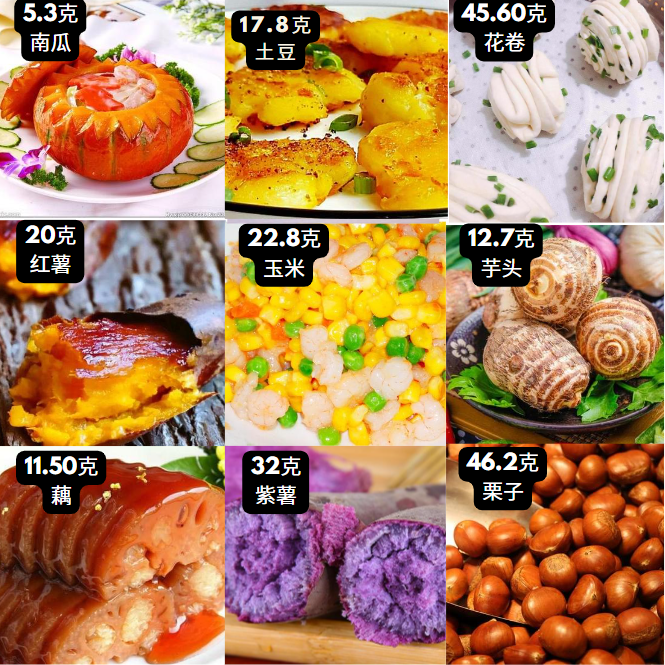 5.3克
南瓜
17.8克
土豆
45.60克
花卷
20克
红薯
22.8克
玉米
12.7克
芋头
11.50克
藕
32克
紫薯
46.2克
栗子